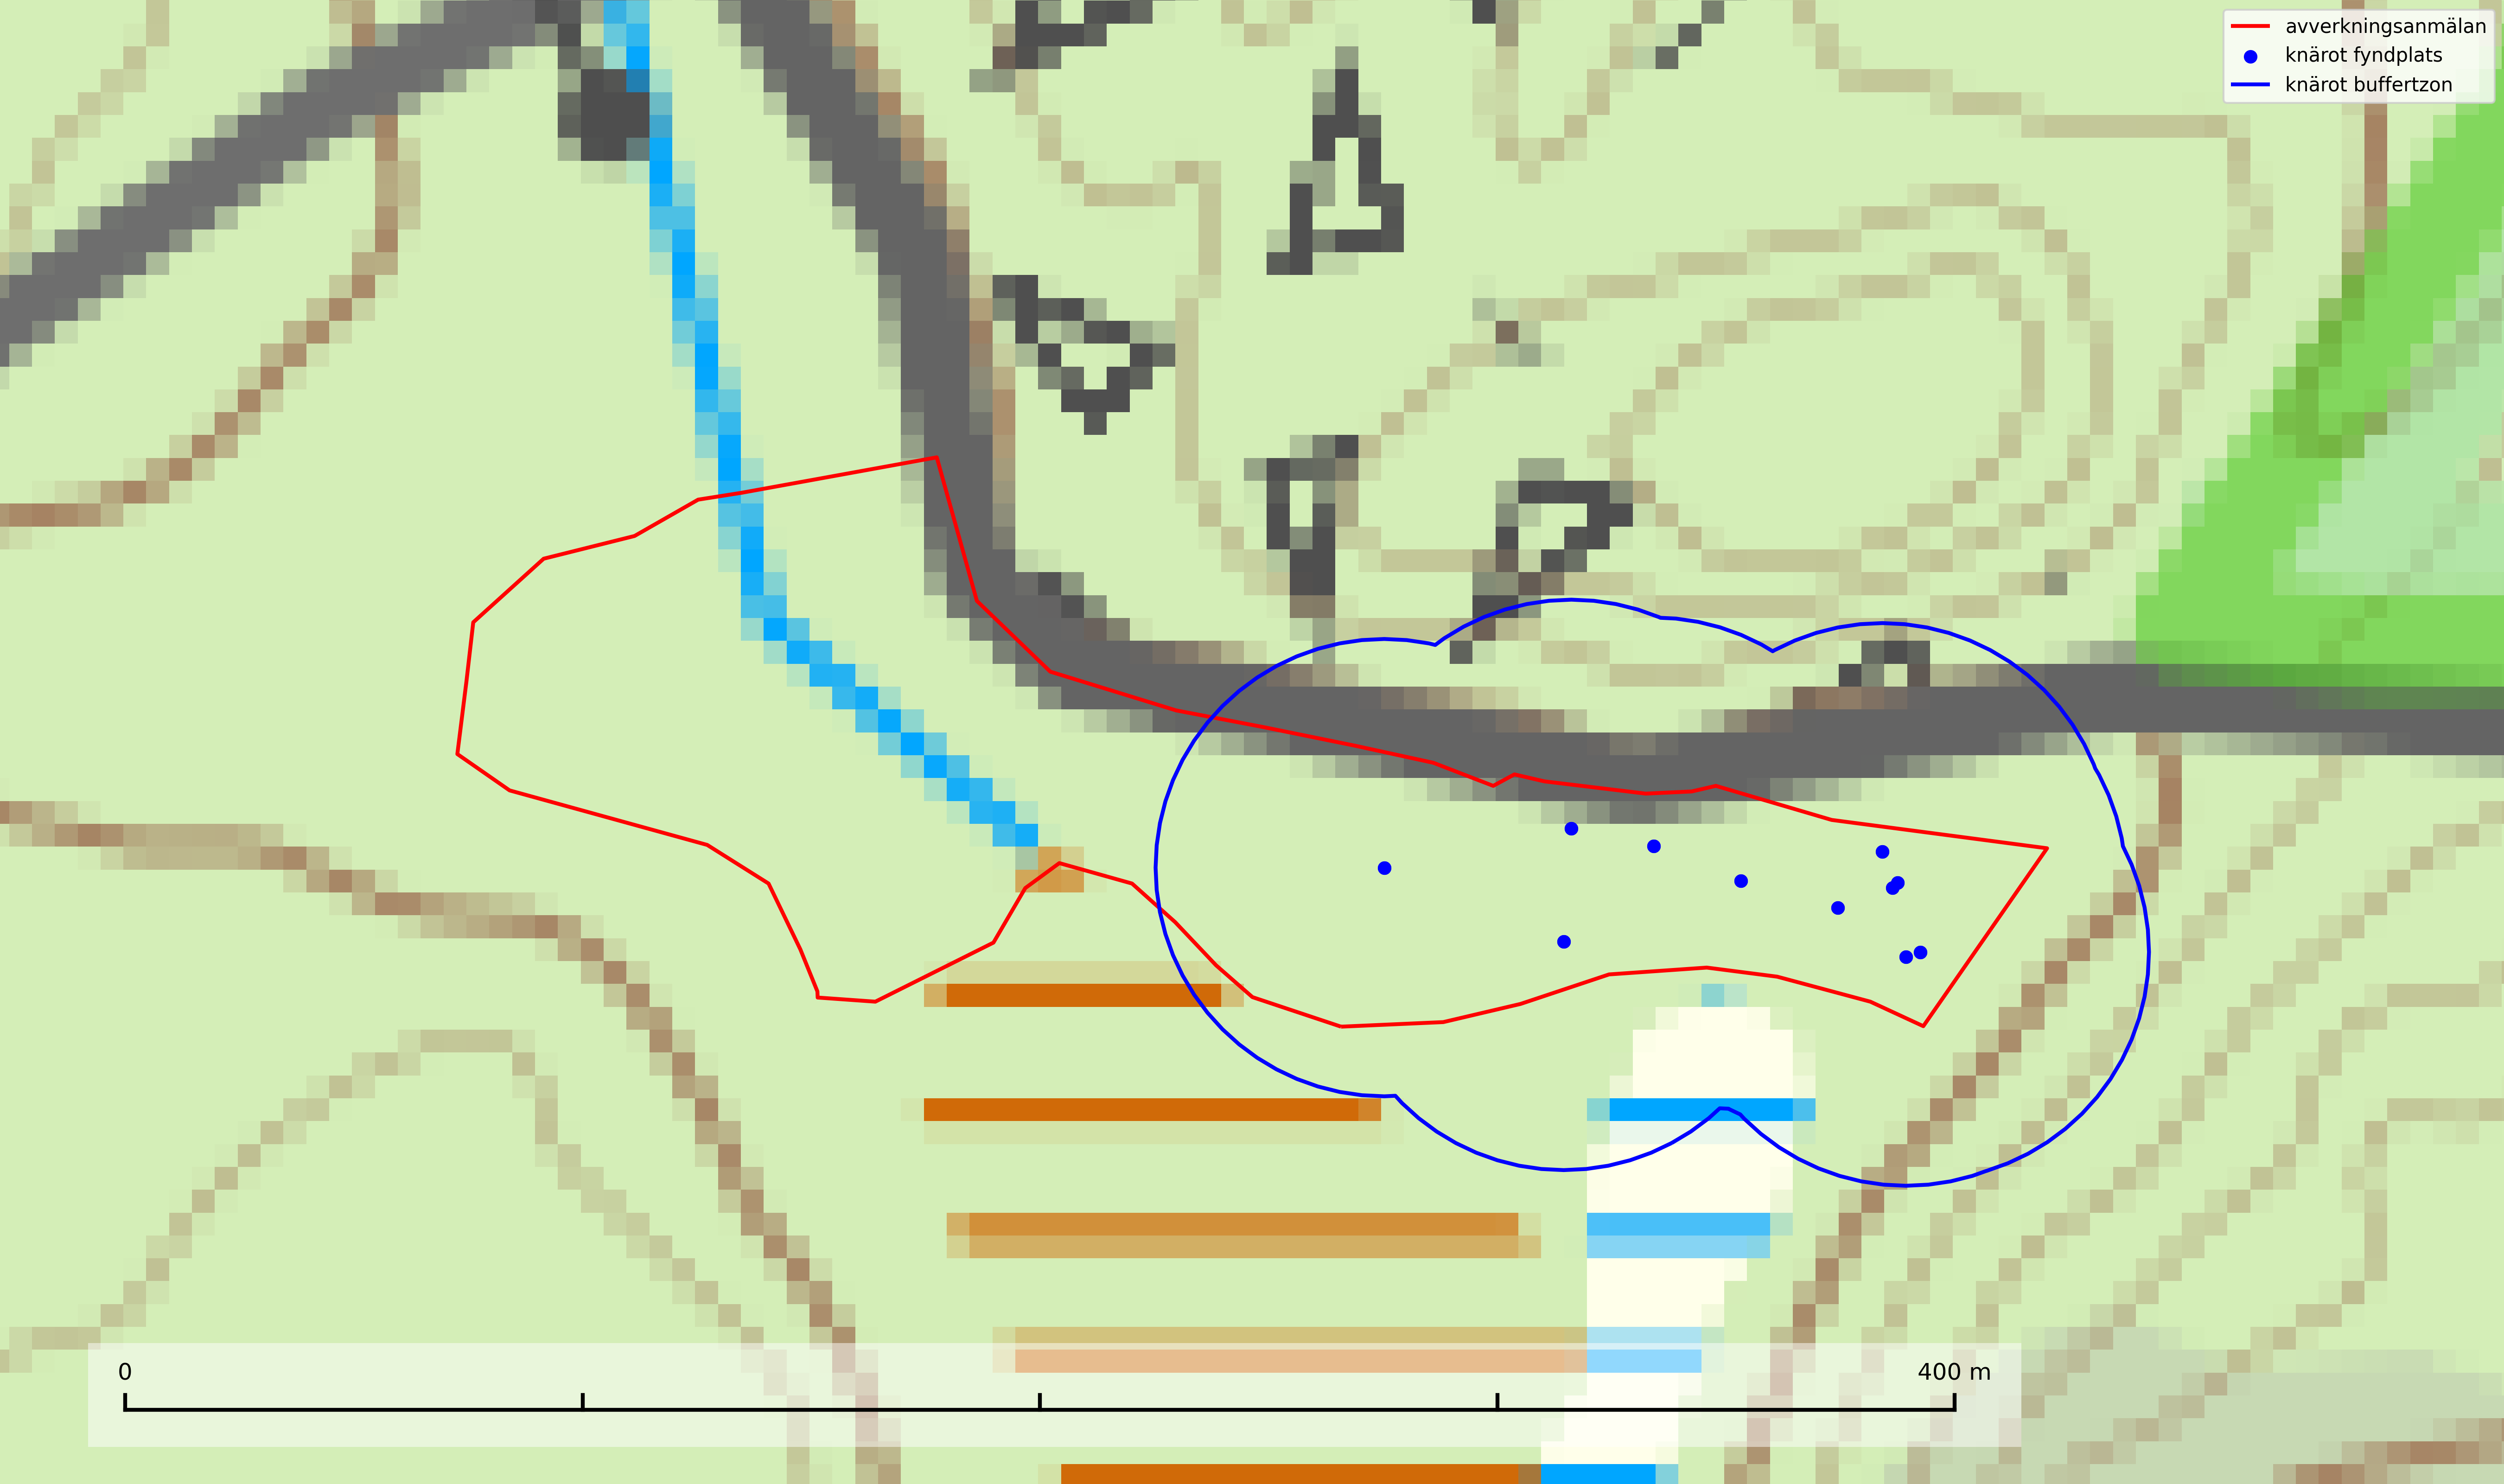 avverkningsanmälan
knärot fyndplats
knärot buffertzon
0
400 m